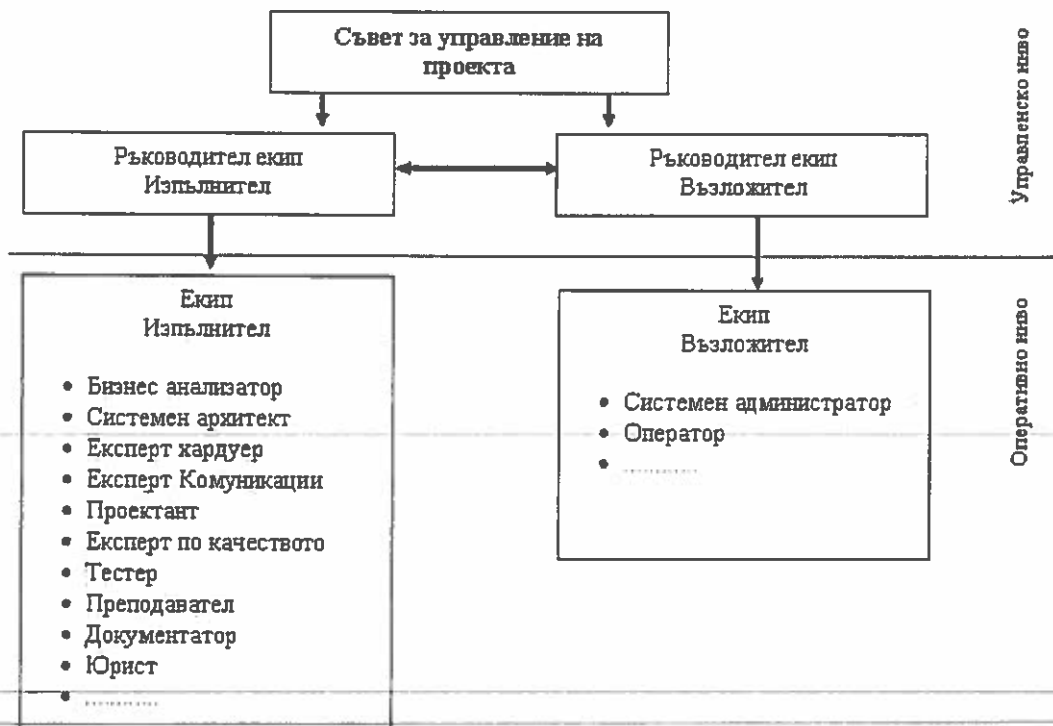 Съвет за управление на
проекта
Управленско ниво
Ръководител екип
Изпълнител
Ръководител екип
Възложител
Екип
Изпълнител
• Бизнес анализатор
• Системен архитект
• Експерт хардуер
• Експерт Комуникации
• Проектант
• Експерт по качеството
• Тестер
• Преподавател
• Документатор
• Юрист
• ............
Екип
Възложител
• Системен администратор
• Оператор
• ............
Оперативно ниво